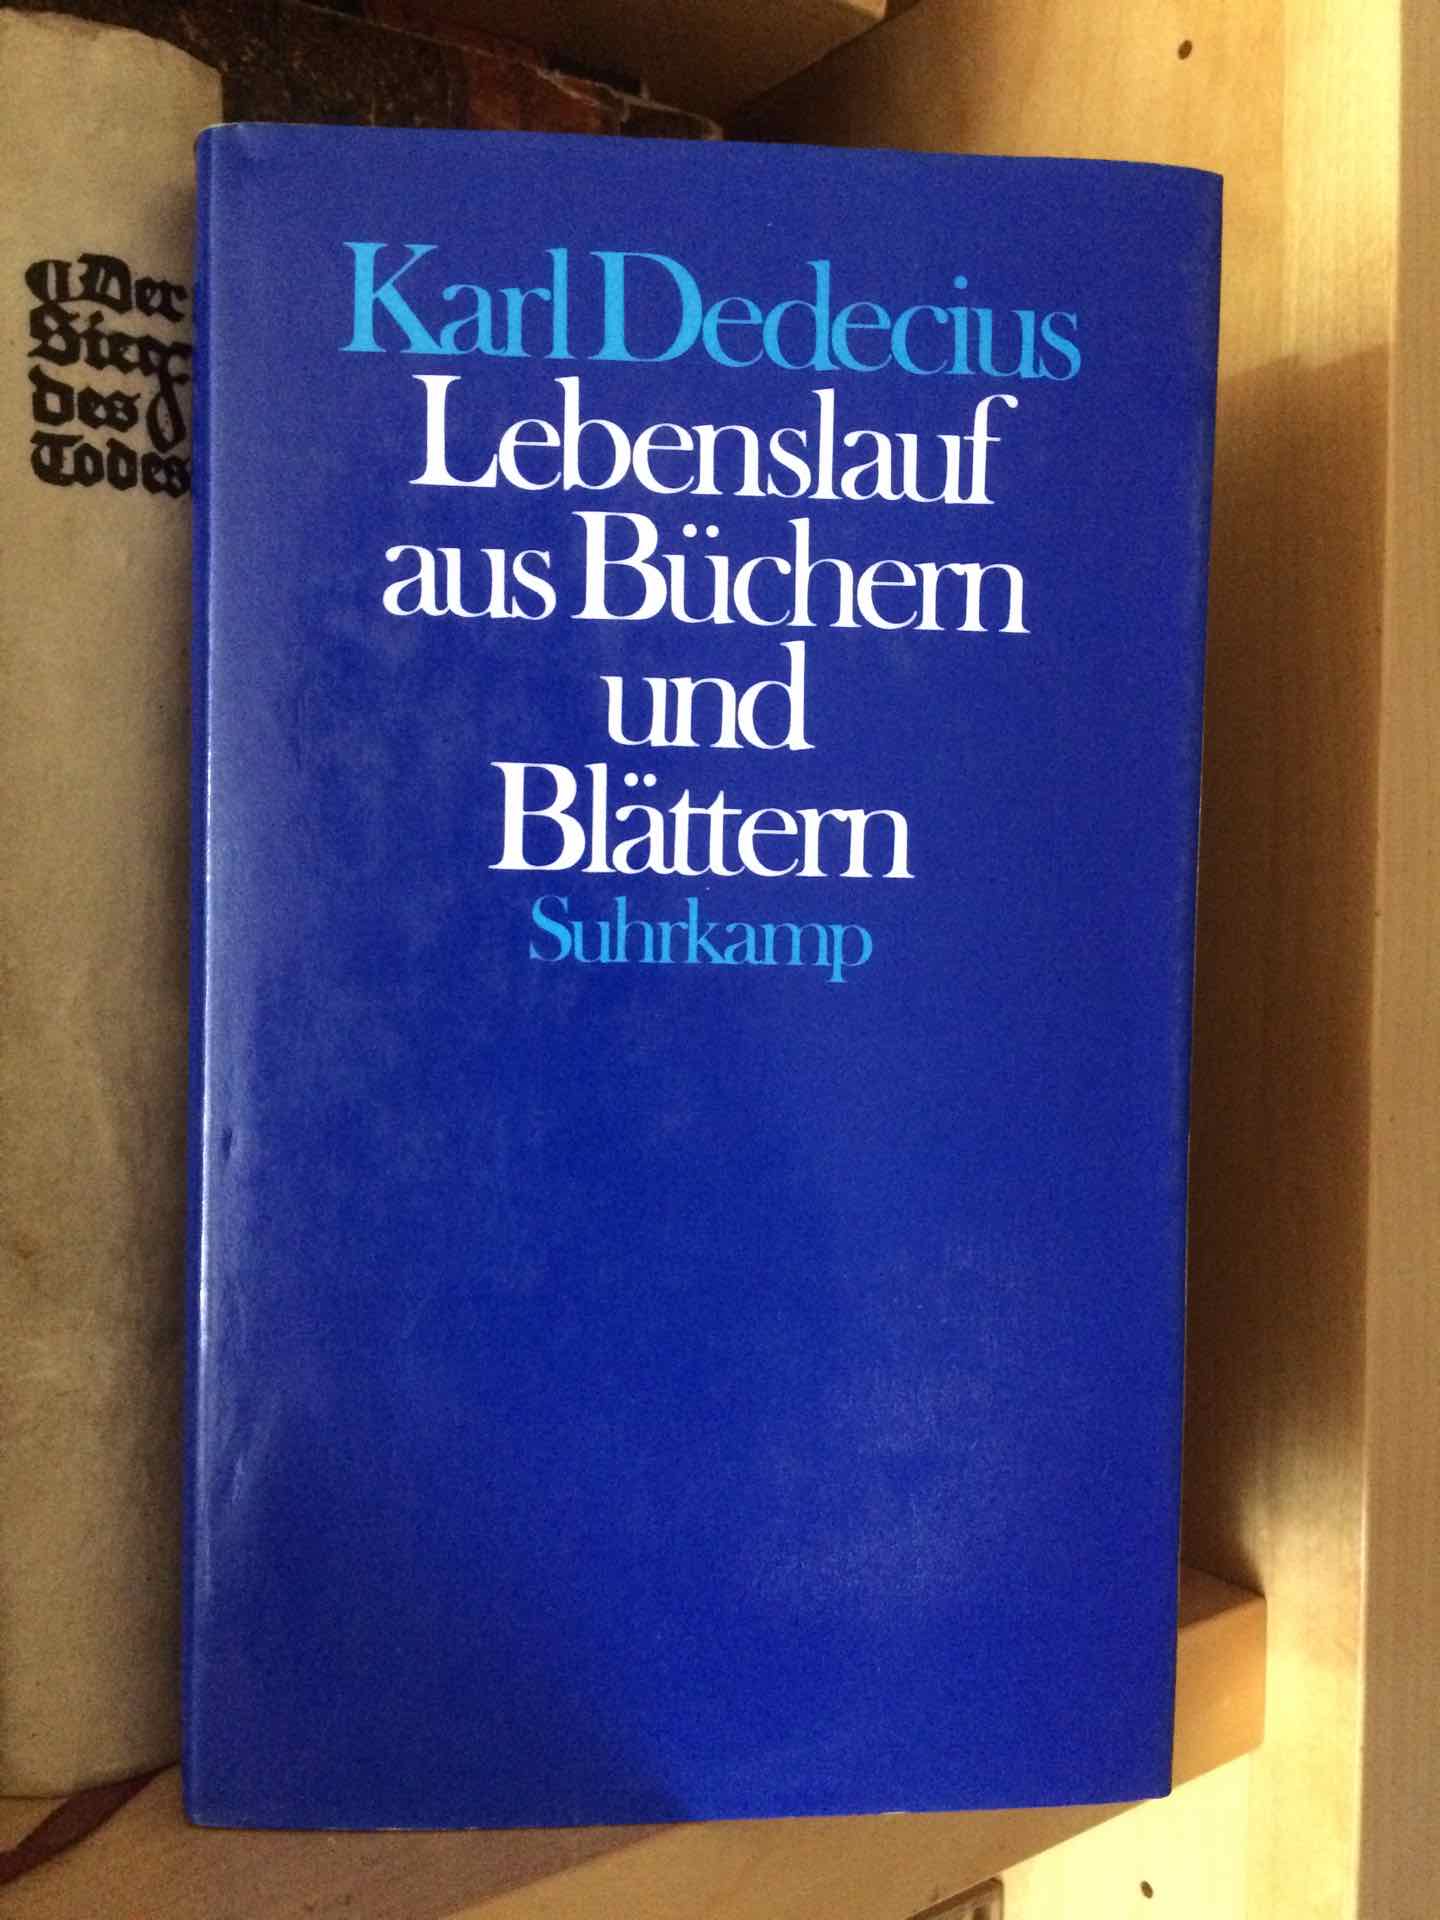 Karl Dedecius
Lebenslauf
aus Büchern
und
Blättern
Suhrkamp
Der
Sieg
des
Todes